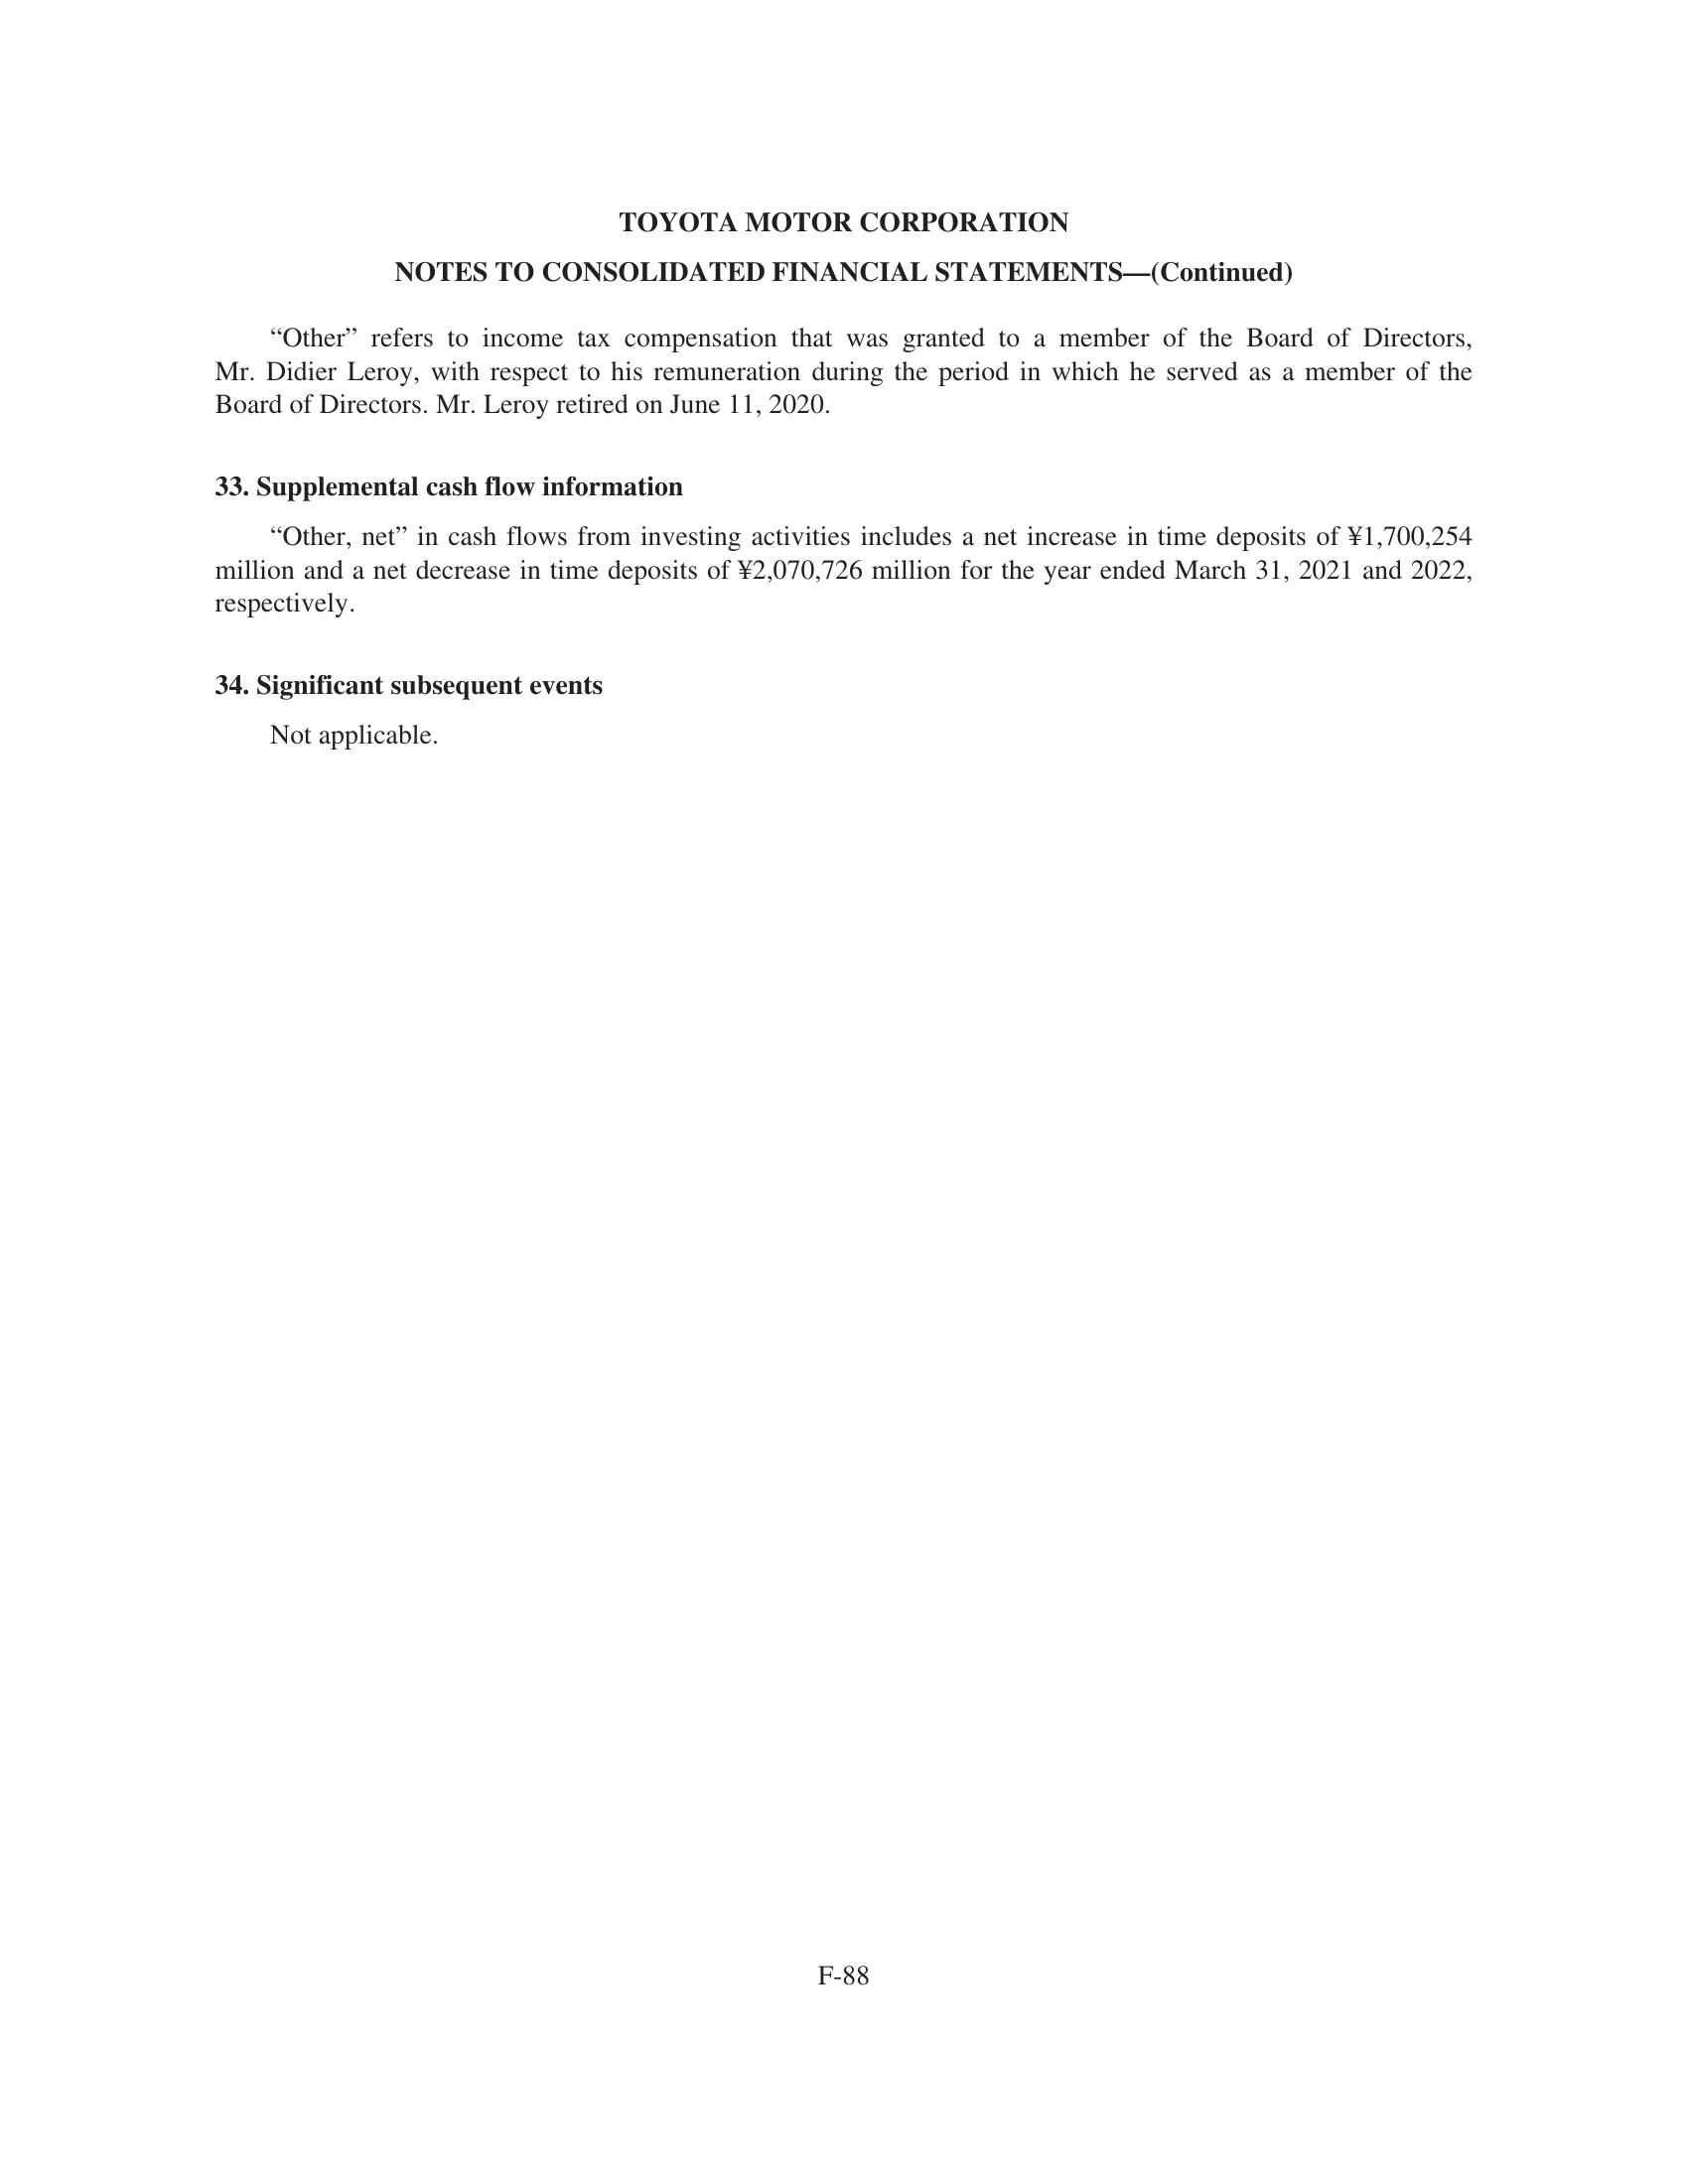 TOYOTA MOTOR CORPORATION
NOTES TO CONSOLIDATED FINANCIAL STATEMENTS—(Continued)
“Other” refers to income tax compensation that was granted to a member of the Board of Directors,
Mr. Didier Leroy, with respect to his remuneration during the period in which he served as a member of the
Board of Directors. Mr. Leroy retired on June 11, 2020.
33. Supplemental cash flow information
“Other, net” in cash flows from investing activities includes a net increase in time deposits of ¥1,700,254
million and a net decrease in time deposits of ¥2,070,726 million for the year ended March 31, 2021 and 2022,
respectively.
34. Significant subsequent events
Not applicable.
F-88